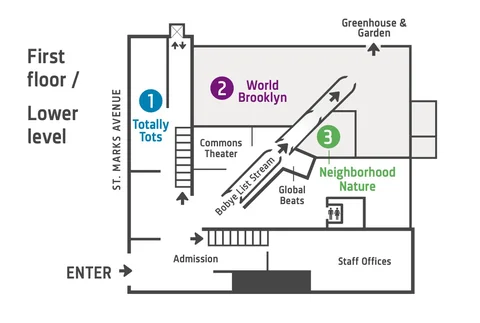 First
floor /
Lower
level
Greenhouse &
Garden
ST. MARKS AVENUE
1
Totally
Tots
2
World
Brooklyn
Commons
Theater
3
Neighborhood
Nature
Bobye List Stream
Global
Beats
Admission
Staff Offices
ENTER